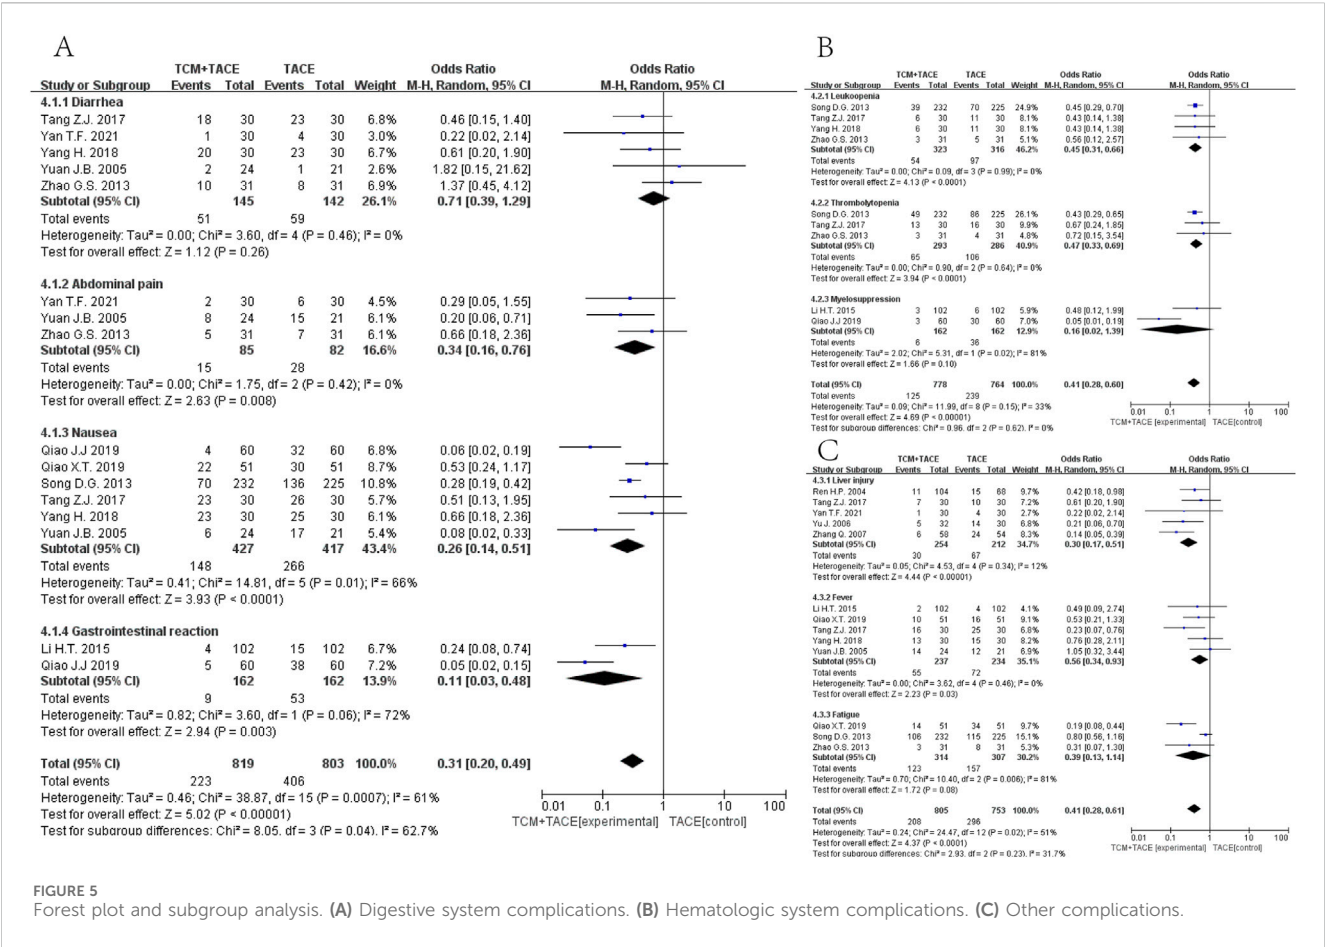 A
TCM+TACE TACE Odds Ratio Odds Ratio
Study or Subgroup Events Total Events Total Weight M-H, Random, 95% CI M-H, Random, 95% CI
4.1.1 Diarrhea
Tang Z.J. 2017 18 30 23 30 6.8% 0.46 [0.15, 1.40]
Yan T.F. 2021 1 30 4 30 3.0% 0.22 [0.02, 2.14]
Yang H. 2018 20 30 23 30 6.7% 0.61 [0.20, 1.90]
Yuan J.B. 2005 2 24 1 21 2.6% 1.82 [0.15, 21.62]
Zhao G.S. 2013 10 31 8 31 6.9% 1.37 [0.45, 4.12]
Subtotal (95% CI) 145 142 26.1% 0.71 [0.39, 1.29]
Total events 51 59
Heterogeneity: Tau² = 0.00; Chi² = 3.60, df = 4 (P = 0.46); I² = 0%
Test for overall effect: Z = 1.12 (P = 0.26)
4.1.2 Abdominal pain
Yan T.F. 2021 2 30 6 30 4.5% 0.29 [0.05, 1.55]
Yuan J.B. 2005 8 24 15 21 6.1% 0.20 [0.06, 0.71]
Zhao G.S. 2013 5 31 7 31 6.1% 0.66 [0.18, 2.36]
Subtotal (95% CI) 85 82 16.6% 0.34 [0.16, 0.76]
Total events 15 28
Heterogeneity: Tau² = 0.00; Chi² = 1.75, df = 2 (P = 0.42); I² = 0%
Test for overall effect: Z = 2.63 (P = 0.008)
4.1.3 Nausea
Qiao J.J 2019 4 60 32 60 6.8% 0.06 [0.02, 0.19]
Qiao X.T. 2019 22 51 30 51 8.7% 0.53 [0.24, 1.17]
Song D.G. 2013 70 232 136 225 10.8% 0.28 [0.19, 0.42]
Tang Z.J. 2017 23 30 26 30 5.7% 0.51 [0.13, 1.95]
Yang H. 2018 23 30 25 30 6.1% 0.66 [0.18, 2.36]
Yuan J.B. 2005 6 24 17 21 5.4% 0.08 [0.02, 0.33]
Subtotal (95% CI) 427 417 43.4% 0.26 [0.14, 0.51]
Total events 148 266
Heterogeneity: Tau² = 0.41; Chi² = 14.81, df = 5 (P = 0.01); I² = 66%
Test for overall effect: Z = 3.93 (P < 0.0001)
4.1.4 Gastrointestinal reaction
Li H.T. 2015 4 102 15 102 6.7% 0.24 [0.08, 0.74]
Qiao J.J 2019 5 60 38 60 7.2% 0.05 [0.02, 0.15]
Subtotal (95% CI) 162 162 13.9% 0.11 [0.03, 0.48]
Total events 9 53
Heterogeneity: Tau² = 0.82; Chi² = 3.60, df = 1 (P = 0.06); I² = 72%
Test for overall effect: Z = 2.94 (P = 0.003)
Total (95% CI) 819 803 100.0% 0.31 [0.20, 0.49]
Total events 223 406
Heterogeneity: Tau² = 0.46; Chi² = 38.87, df = 15 (P = 0.0007); I² = 61%
Test for overall effect: Z = 5.02 (P < 0.00001)
Test for subgroup differences: Chi² = 8.05, df = 3 (P = 0.04), I² = 62.7%
0.01 0.1 1 10 100
TCM+TACE[experimental] TACE[control]
B
TCM+TACE TACE Odds Ratio Odds Ratio
Study or Subgroup Events Total Events Total Weight M-H, Random, 95% CI M-H, Random, 95% CI
4.2.1 Leukoopenia
Song D.G. 2013 39 232 70 225 24.9% 0.45 [0.29, 0.70]
Tang Z.J. 2017 6 30 11 30 8.1% 0.43 [0.14, 1.38]
Yang H. 2018 6 30 11 30 8.1% 0.43 [0.14, 1.38]
Zhao G.S. 2013 3 31 5 31 5.1% 0.56 [0.12, 2.57]
Subtotal (95% CI) 323 316 46.2% 0.45 [0.31, 0.66]
Total events 54 97
Heterogeneity: Tau² = 0.00; Chi² = 0.09, df = 3 (P = 0.99); I² = 0%
Test for overall effect: Z = 4.13 (P < 0.0001)
4.2.2 Thrombolytopenia
Song D.G. 2013 49 232 86 225 26.1% 0.43 [0.29, 0.65]
Tang Z.J. 2017 13 30 16 30 9.9% 0.67 [0.24, 1.85]
Zhao G.S. 2013 3 31 4 31 4.8% 0.72 [0.15, 3.54]
Subtotal (95% CI) 293 286 40.9% 0.47 [0.33, 0.69]
Total events 65 106
Heterogeneity: Tau² = 0.00; Chi² = 0.90, df = 2 (P = 0.64); I² = 0%
Test for overall effect: Z = 3.94 (P < 0.0001)
4.2.3 Myelosuppression
Li H.T. 2015 3 102 6 102 5.9% 0.48 [0.12, 1.99]
Qiao J.J 2019 3 60 30 60 7.0% 0.05 [0.01, 0.19]
Subtotal (95% CI) 162 162 12.9% 0.16 [0.02, 1.39]
Total events 6 36
Heterogeneity: Tau² = 2.02; Chi² = 5.31, df = 1 (P = 0.02); I² = 81%
Test for overall effect: Z = 1.66 (P = 0.10)
Total (95% CI) 778 764 100.0% 0.41 [0.28, 0.60]
Total events 125 239
Heterogeneity: Tau² = 0.09; Chi² = 11.99, df = 8 (P = 0.15); I² = 33%
Test for overall effect: Z = 4.69 (P < 0.00001)
Test for subgroup differences: Chi² = 0.96, df = 2 (P = 0.62), I² = 0%
0.01 0.1 1 10 100
TCM+TACE [experimental] TACE[control]
C
TCM+TACE TACE Odds Ratio Odds Ratio
Study or Subgroup Events Total Events Total Weight M-H, Random, 95% CI M-H, Random, 95% CI
4.3.1 Liver injury
Ren H.P. 2004 11 104 15 68 9.7% 0.42 [0.18, 0.98]
Tang Z.J. 2017 7 30 10 30 7.2% 0.61 [0.20, 1.90]
Yan T.F. 2021 1 30 4 30 2.6% 0.22 [0.02, 2.14]
Yu J. 2006 5 32 14 30 7.0% 0.21 [0.06, 0.70]
Zhang Q. 2007 6 58 24 54 8.3% 0.14 [0.05, 0.39]
Subtotal (95% CI) 254 212 34.7% 0.30 [0.17, 0.51]
Total events 30 67
Heterogeneity: Tau² = 0.05; Chi² = 4.53, df = 4 (P = 0.34); I² = 12%
Test for overall effect: Z = 4.44 (P < 0.00001)
4.3.2 Fever
Li H.T. 2015 2 102 4 102 4.1% 0.49 [0.09, 2.74]
Qiao X.T. 2019 10 51 16 51 9.1% 0.53 [0.21, 1.33]
Tang Z.J. 2017 16 30 25 30 7.0% 0.23 [0.07, 0.76]
Yang H. 2018 13 30 15 30 8.0% 0.76 [0.28, 2.11]
Yuan J.B. 2005 14 24 12 21 6.9% 1.05 [0.32, 3.44]
Subtotal (95% CI) 237 234 35.1% 0.56 [0.34, 0.93]
Total events 55 72
Heterogeneity: Tau² = 0.00; Chi² = 3.62, df = 4 (P = 0.46); I² = 0%
Test for overall effect: Z = 2.23 (P = 0.03)
4.3.3 Fatigue
Qiao X.T. 2019 14 51 34 51 9.7% 0.19 [0.08, 0.44]
Song D.G. 2013 106 232 115 225 15.1% 0.80 [0.56, 1.16]
Zhao G.S. 2013 3 31 8 31 5.3% 0.31 [0.07, 1.30]
Subtotal (95% CI) 314 307 30.2% 0.39 [0.13, 1.14]
Total events 123 157
Heterogeneity: Tau² = 0.70; Chi² = 10.40, df = 2 (P = 0.006); I² = 81%
Test for overall effect: Z = 1.72 (P = 0.08)
Total (95% CI) 805 753 100.0% 0.41 [0.28, 0.61]
Total events 208 296
Heterogeneity: Tau² = 0.24; Chi² = 24.47, df = 12 (P = 0.02); I² = 51%
Test for overall effect: Z = 4.37 (P < 0.0001)
Test for subgroup differences: Chi² = 2.93, df = 2 (P = 0.23), I² = 31.7%
0.01 0.1 1 10 100
TCM+TACE [experimental] TACE[control]
FIGURE 5
Forest plot and subgroup analysis. (A) Digestive system complications. (B) Hematologic system complications. (C) Other complications.